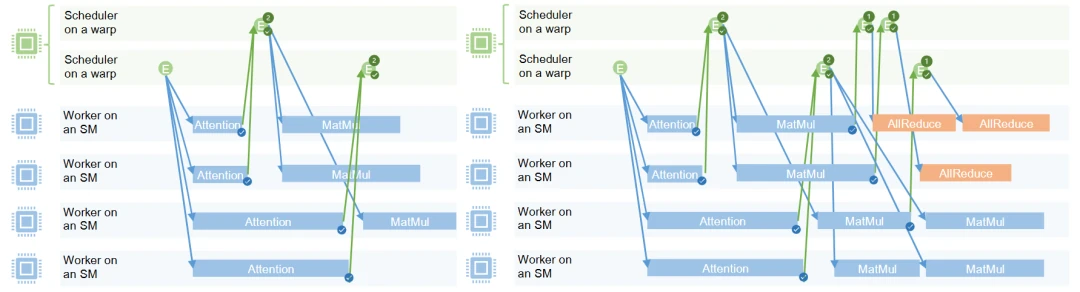 Scheduler
on a warp
E
2
Scheduler
on a warp
E
2
E
Worker on
an SM
Attention
MatMul
Worker on
an SM
Attention
MatMul
Worker on
an SM
Attention
MatMul
Worker on
an SM
Attention
Scheduler
on a warp
E
2
E
1
E
1
Scheduler
on a warp
E
E
2
E
1
Worker on
an SM
Attention
MatMul
AllReduce
AllReduce
Worker on
an SM
Attention
MatMul
AllReduce
Worker on
an SM
Attention
MatMul
MatMul
Worker on
an SM
Attention
MatMul
MatMul